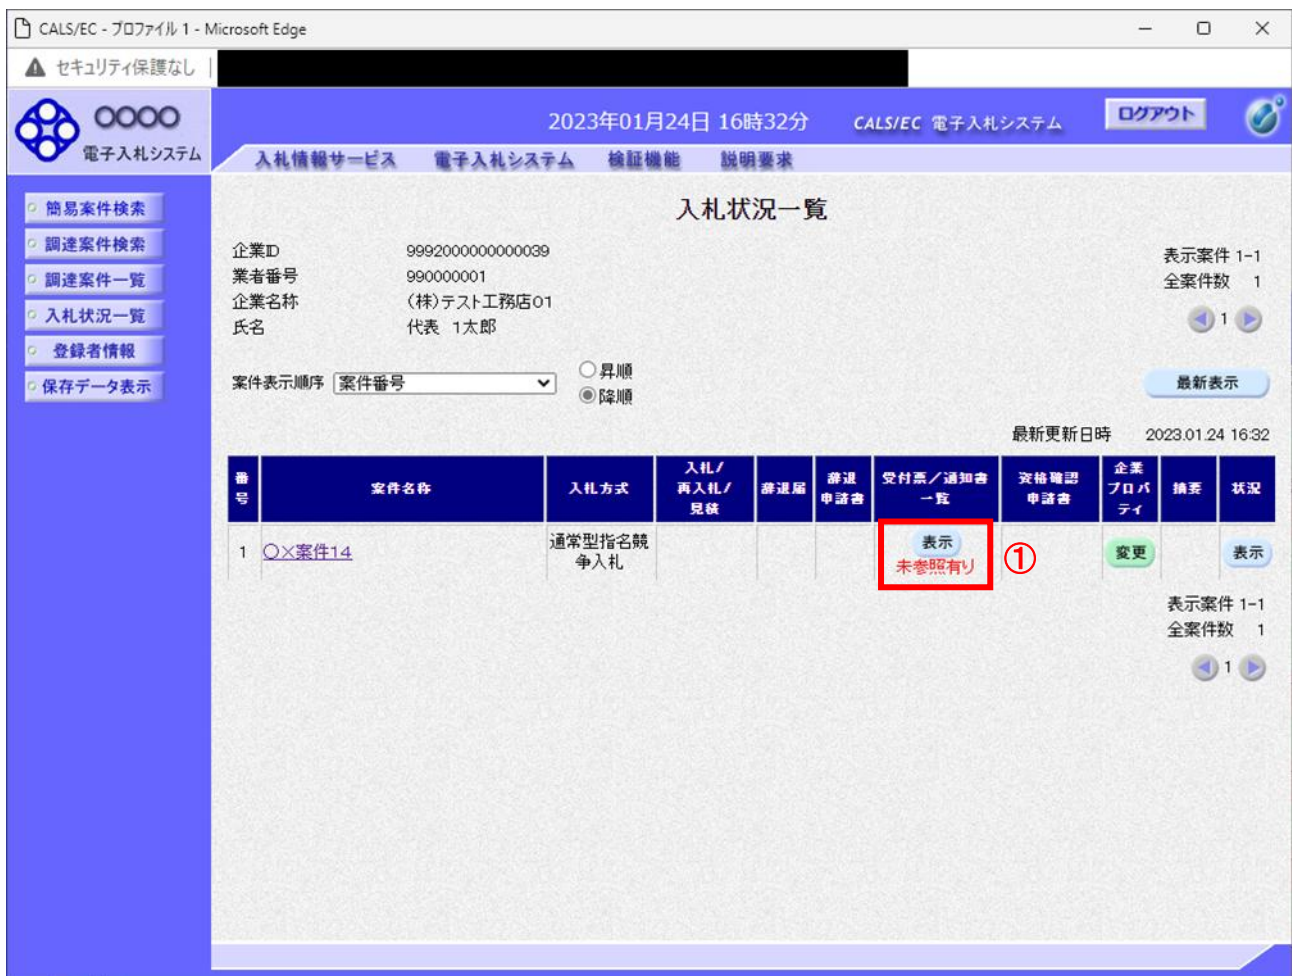 CALS/EC - プロファイル 1 - Microsoft Edge
セキュリティ保護なし
〇〇〇〇
電子入札システム
2023年01月24日 16時32分
CALS/EC 電子入札システム
ログアウト
入札情報サービス 電子入札システム 検証機能 説明要求
簡易案件検索
調達案件検索
調達案件一覧
入札状況一覧
登録者情報
保存データ表示
入札状況一覧
企業ID 9992000000000039
業者番号 990000001
企業名称 (株)テスト工務店01
氏名 代表 1太郎
表示案件 1-1
全案件数 1
1
案件表示順序 案件番号
昇順
降順
最新表示
最新更新日時 2023.01.24 16:32
番号 案件名称 入札方式 入札/再入札/見積 辞退届 辞退申請書 受付票/通知書一覧 資格確認申請書 企業プロパティ 摘要 状況
1 〇×案件14 通常型指名競争入札 表示 未参照有り ① 変更 表示
表示案件 1-1
全案件数 1
1